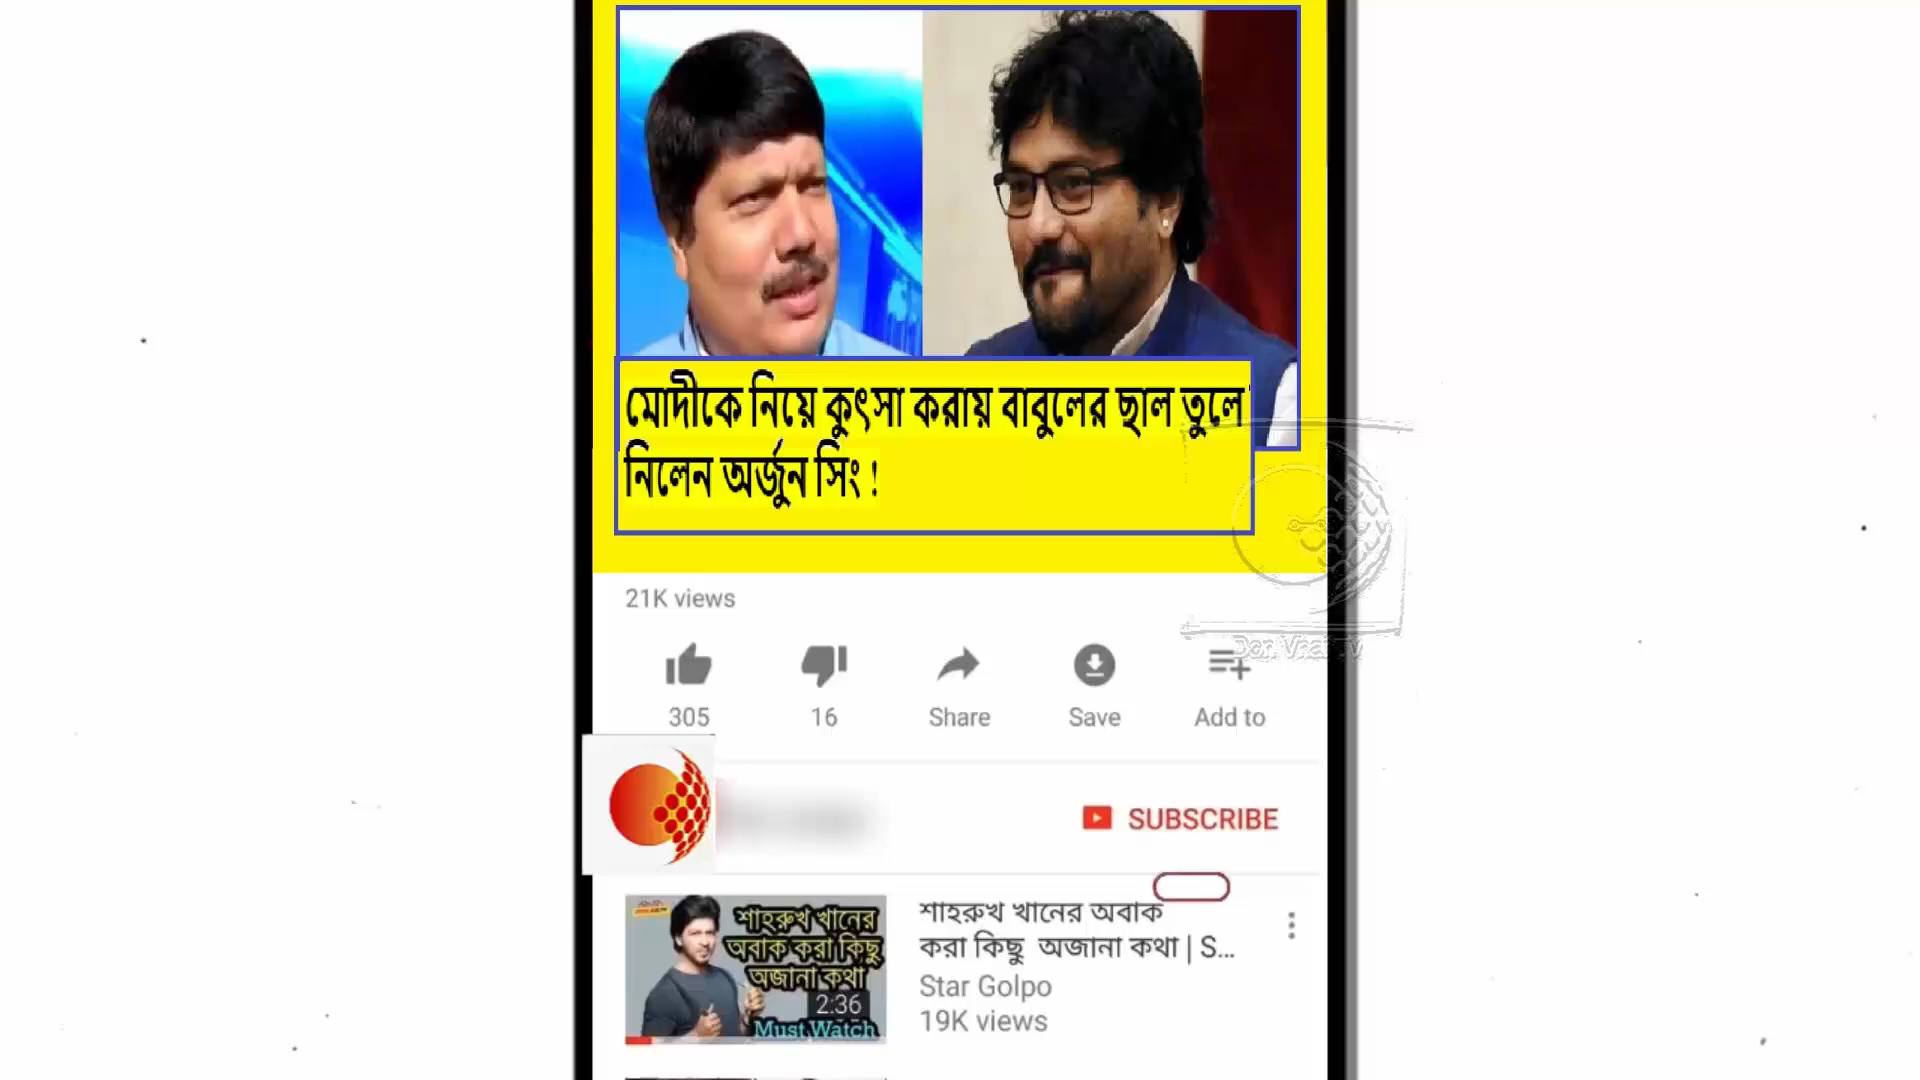 মোদীকে নিয়ে কুৎসা করায় বাবুলের ছাল তুলে
নিলেন অর্জুন সিং !
21K views
305
16
Share
Save
Add to
SUBSCRIBE
শাহরুখ খানের
অবাক করা কিছু
অজানা কথা
2:36
Must Watch
শাহরুখ খানের অবাক
করা কিছু অজানা কথা | S...
Star Golpo
19K views